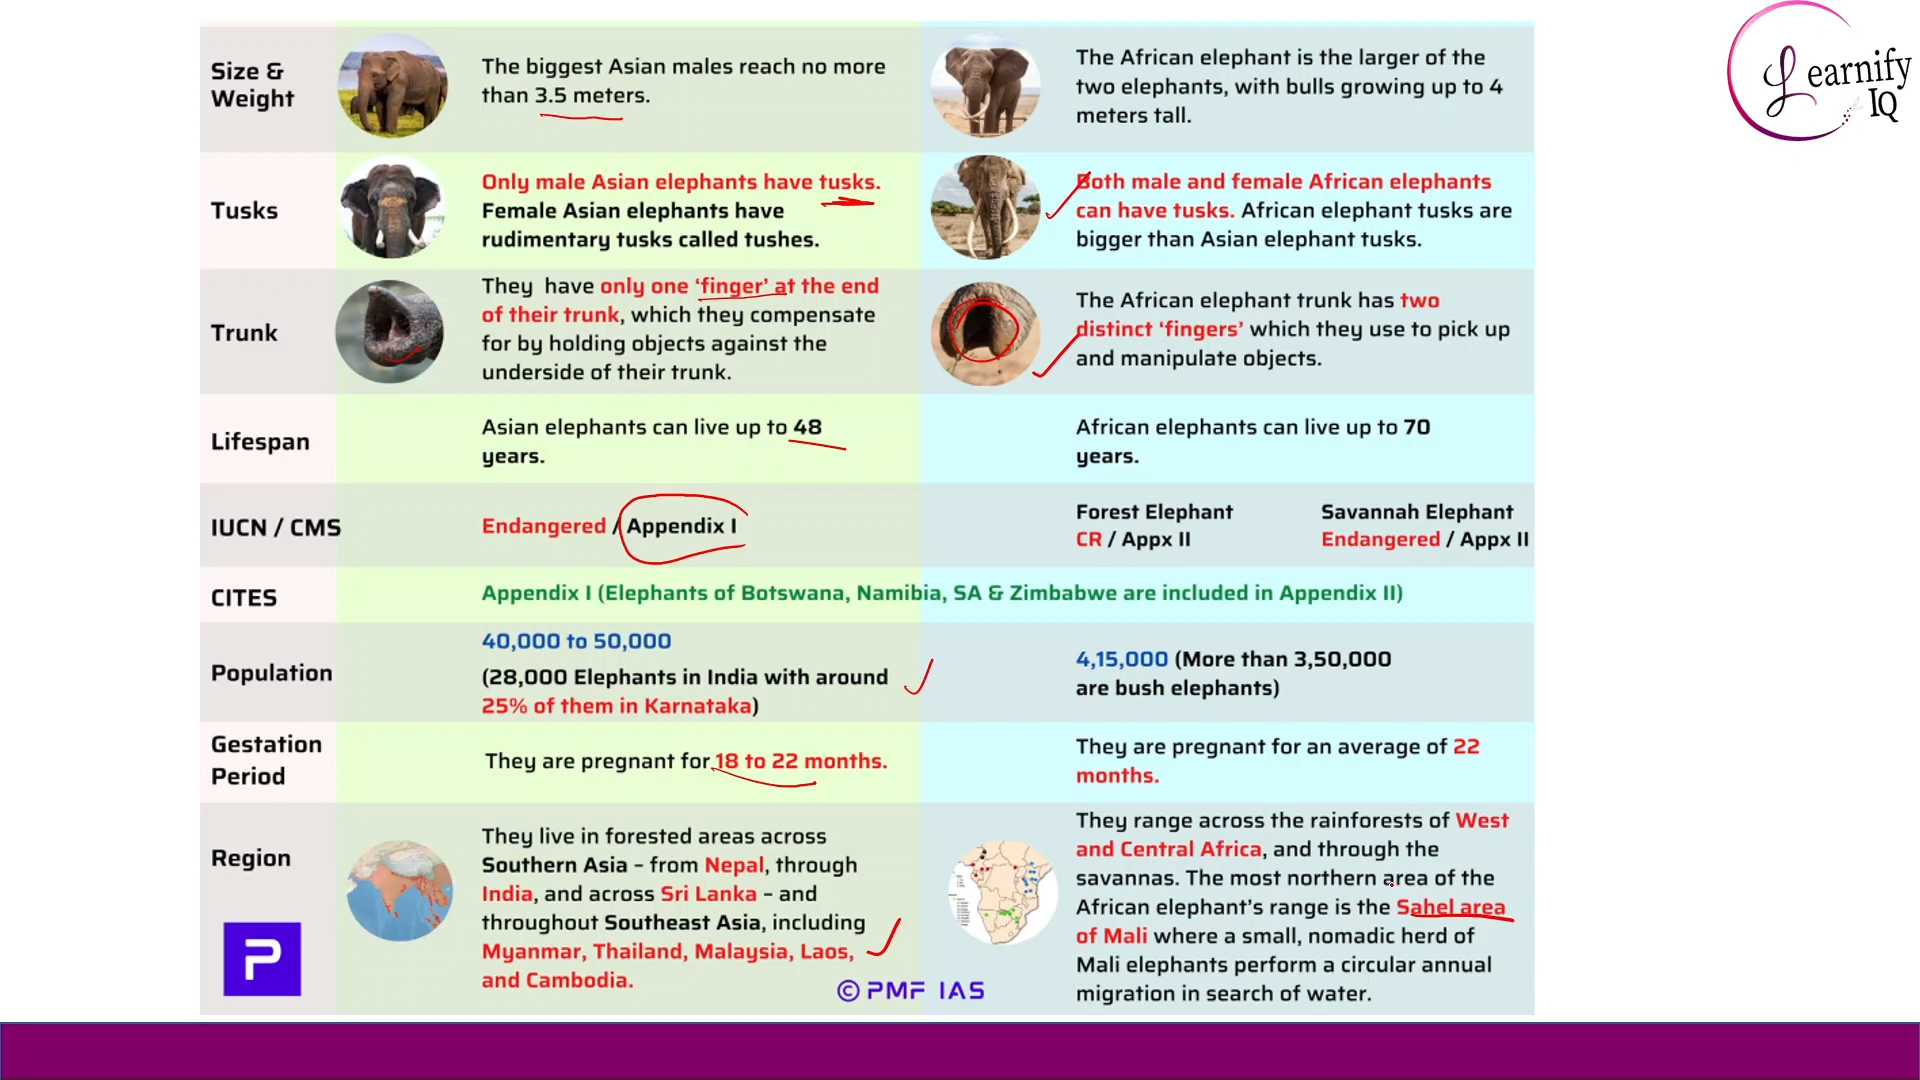 Learnify
IQ
Size &
Weight
The biggest Asian males reach no more
than 3.5 meters.
The African elephant is the larger of the
two elephants, with bulls growing up to 4
meters tall.
Tusks
Only male Asian elephants have tusks.
Female Asian elephants have
rudimentary tusks called tushes.
Both male and female African elephants
can have tusks. African elephant tusks are
bigger than Asian elephant tusks.
Trunk
They have only one ‘finger’ at the end
of their trunk, which they compensate
for by holding objects against the
underside of their trunk.
The African elephant trunk has two
distinct ‘fingers’ which they use to pick up
and manipulate objects.
Lifespan
Asian elephants can live up to 48
years.
African elephants can live up to 70
years.
IUCN / CMS
Endangered / Appendix I
Forest Elephant
CR / Appx II
Savannah Elephant
Endangered / Appx II
CITES
Appendix I (Elephants of Botswana, Namibia, SA & Zimbabwe are included in Appendix II)
Population
40,000 to 50,000
(28,000 Elephants in India with around
25% of them in Karnataka)
4,15,000 (More than 3,50,000
are bush elephants)
Gestation
Period
They are pregnant for 18 to 22 months.
They are pregnant for an average of 22
months.
Region
They live in forested areas across
Southern Asia – from Nepal, through
India, and across Sri Lanka – and
throughout Southeast Asia, including
Myanmar, Thailand, Malaysia, Laos,
and Cambodia.
They range across the rainforests of West
and Central Africa, and through the
savannas. The most northern area of the
African elephant’s range is the Sahel area
of Mali where a small, nomadic herd of
Mali elephants perform a circular annual
migration in search of water.
P
© PMF IAS